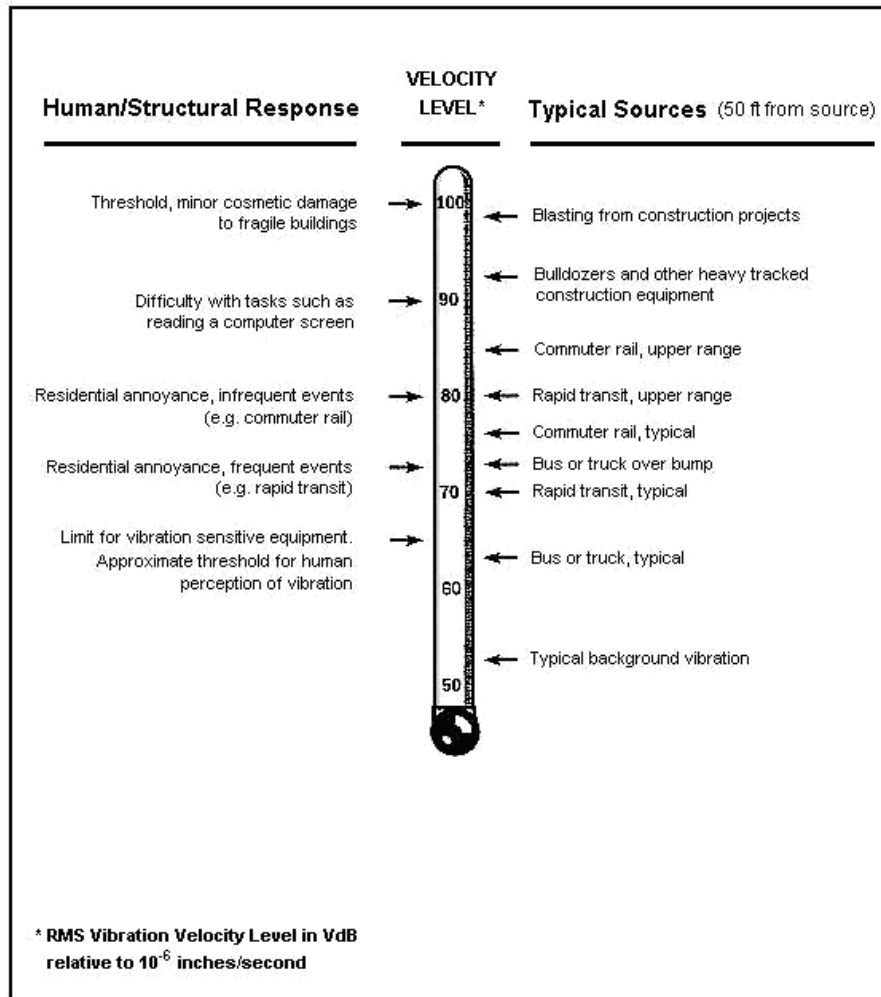 VELOCITY
LEVEL*
Human/Structural Response
Typical Sources (50 ft from source)
Threshold, minor cosmetic damage
to fragile buildings
Difficulty with tasks such as
reading a computer screen
Residential annoyance, infrequent events
(e.g. commuter rail)
Residential annoyance, frequent events
(e.g. rapid transit)
Limit for vibration sensitive equipment.
Approximate threshold for human
perception of vibration
100
90
80
70
60
50
Blasting from construction projects
Bulldozers and other heavy tracked
construction equipment
Commuter rail, upper range
Rapid transit, upper range
Commuter rail, typical
Bus or truck over bump
Rapid transit, typical
Bus or truck, typical
Typical background vibration
* RMS Vibration Velocity Level in VdB
relative to 10⁻⁶ inches/second